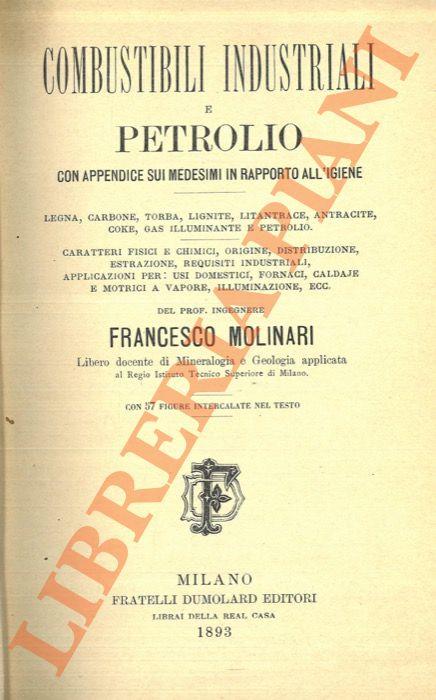 COMBUSTIBILI INDUSTRIALI
E
PETROLIO
CON APPENDICE SUI MEDESIMI IN RAPPORTO ALL'IGIENE
LEGNA, CARBONE, TORBA, LIGNITE, LITANTRACE, ANTRACITE,
COKE, GAS ILLUMINANTE E PETROLIO.
CARATTERI FISICI E CHIMICI, ORIGINE, DISTRIBUZIONE,
ESTRAZIONE, REQUISITI INDUSTRIALI,
APPLICAZIONI PER: USI DOMESTICI, FORNACI, CALDAJE
E MOTRICI A VAPORE, ILLUMINAZIONE, ECC.
DEL PROF. INGEGNERE
FRANCESCO MOLINARI
Libero docente di Mineralogia e Geologia applicata
al Regio Istituto Tecnico Superiore di Milano.
CON 57 FIGURE INTERCALATE NEL TESTO
FD
MILANO
FRATELLI DUMOLARD EDITORI
LIBRAI DELLA REAL CASA
1893
LIBRERIA PIANI